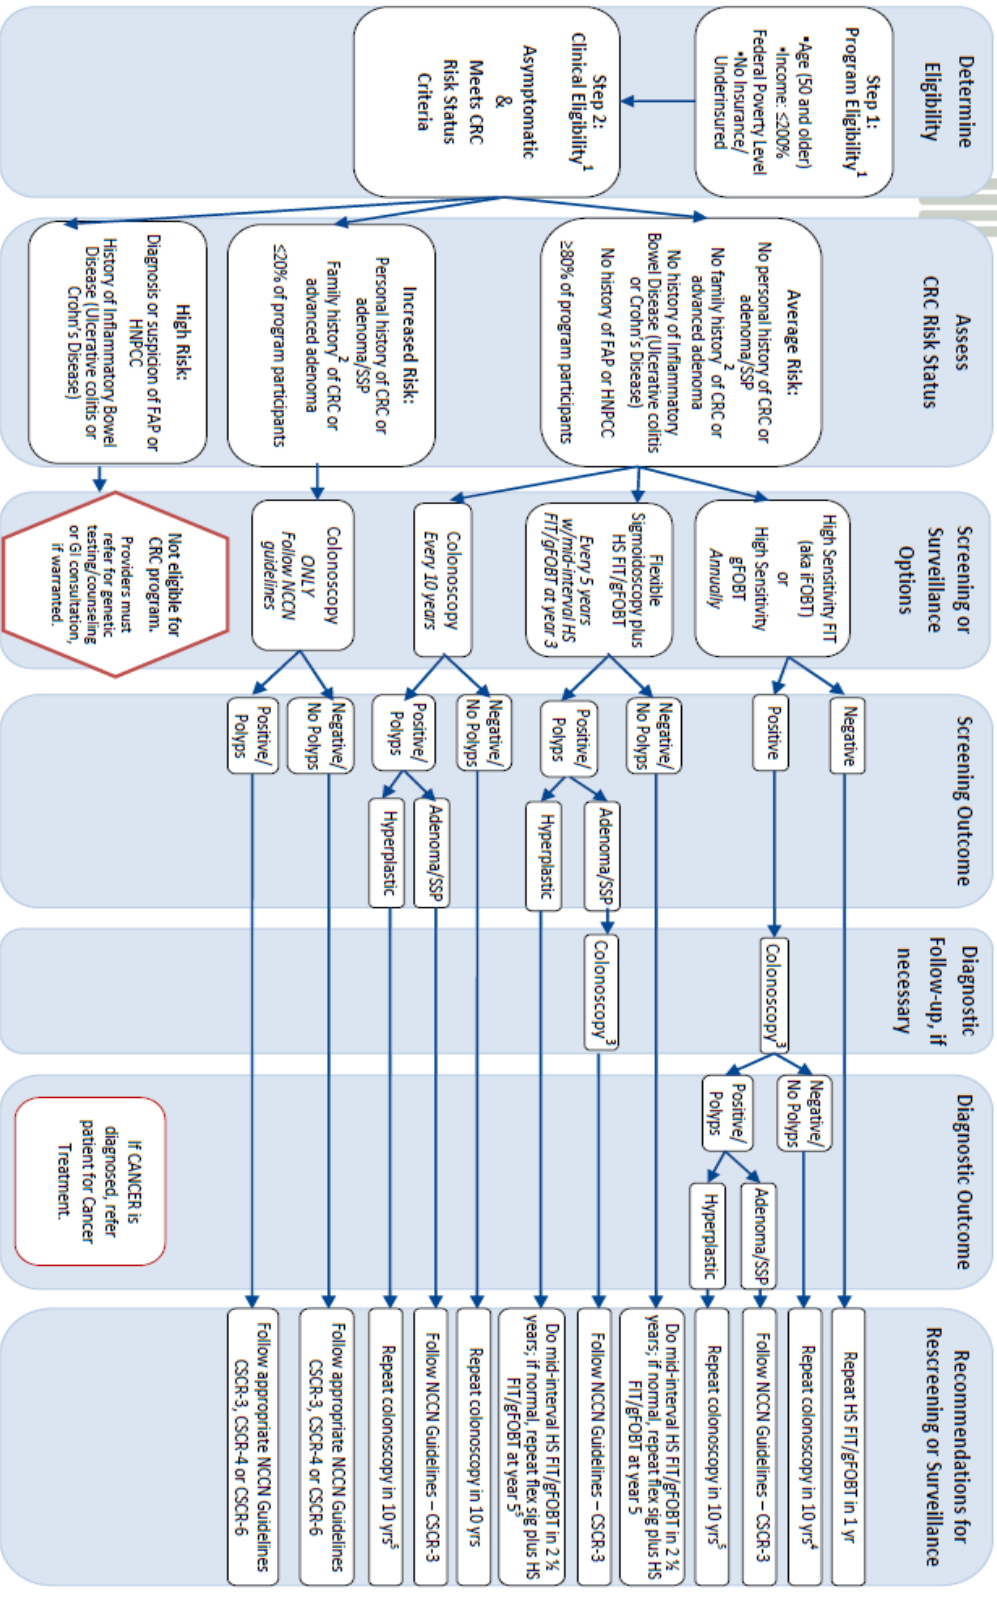 Determine
Eligibility
Step 1:
Program Eligibility1
•Age (50 and older)
•Income: ≤200%
Federal Poverty Level
•No Insurance/
Underinsured
Step 2:
Clinical Eligibility1
Asymptomatic
&
Meets CRC
Risk Status
Criteria
Assess
CRC Risk Status
Average Risk:
No personal history of CRC or
adenoma/SSP
No family history2 of CRC or
advanced adenoma
No history of Inflammatory
Bowel Disease (Ulcerative colitis
or Crohn's Disease)
No history of FAP or HNPCC
≥80% of program participants
Increased Risk:
Personal history of CRC or
adenoma/SSP
Family history2 of CRC or
advanced adenoma
≤20% of program participants
High Risk:
Diagnosis or suspicion of FAP or
HNPCC
History of Inflammatory Bowel
Disease (Ulcerative colitis or
Crohn's Disease)
Screening or
Surveillance
Options
High Sensitivity FIT
(aka iFOBT)
or
High Sensitivity
gFOBT
Annually
Flexible
Sigmoidoscopy plus
HS FIT/gFOBT
Every 5 years
w/mid-interval HS
FIT/gFOBT at year 3
Colonoscopy
Every 10 years
Colonoscopy
ONLY
Follow NCCN
guidelines
Not eligible for
CRC program.
Providers must
refer for genetic
testing/counseling
or GI consultation,
if warranted.
Screening Outcome
Negative
Positive
Negative/
No Polyps
Positive/
Polyps
Adenoma/SSP
Hyperplastic
Negative/
No Polyps
Positive/
Polyps
Adenoma/SSP
Hyperplastic
Negative/
No Polyps
Positive/
Polyps
Diagnostic
Follow-up, if
necessary
Colonoscopy3
Colonoscopy3
Diagnostic Outcome
Negative/
No Polyps
Positive/
Polyps
Adenoma/SSP
Hyperplastic
If CANCER is
diagnosed, refer
patient for Cancer
Treatment.
Recommendations for
Rescreening or Surveillance
Repeat HS FIT/gFOBT in 1 yr
Repeat colonoscopy in 10 yrs4
Follow NCCN Guidelines – CSCR-3
Repeat colonoscopy in 10 yrs5
Do mid-interval HS FIT/gFOBT in 2 ½
years; if normal, repeat flex sig plus HS
FIT/gFOBT at year 5
Follow NCCN Guidelines – CSCR-3
Do mid-interval HS FIT/gFOBT in 2 ½
years; if normal, repeat flex sig plus HS
FIT/gFOBT at year 55
Repeat colonoscopy in 10 yrs
Follow NCCN Guidelines – CSCR-3
Repeat colonoscopy in 10 yrs5
Follow appropriate NCCN Guidelines
CSCR-3, CSCR-4 or CSCR-6
Follow appropriate NCCN Guidelines
CSCR-3, CSCR-4 or CSCR-6